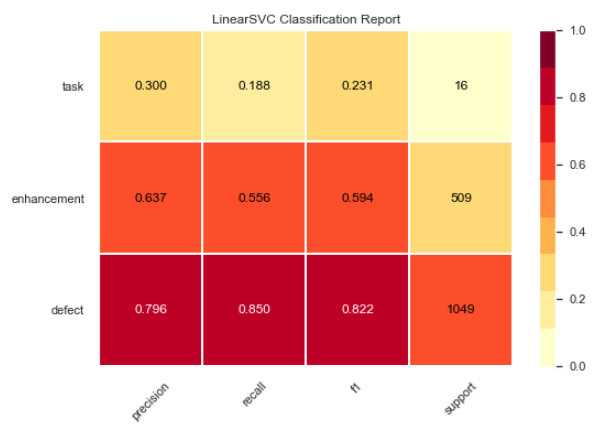 LinearSVC Classification Report
task 0.300 0.188 0.231 16
enhancement 0.637 0.556 0.594 509
defect 0.796 0.850 0.822 1049
precision recall f1 support
1.0
0.8
0.6
0.4
0.2
0.0